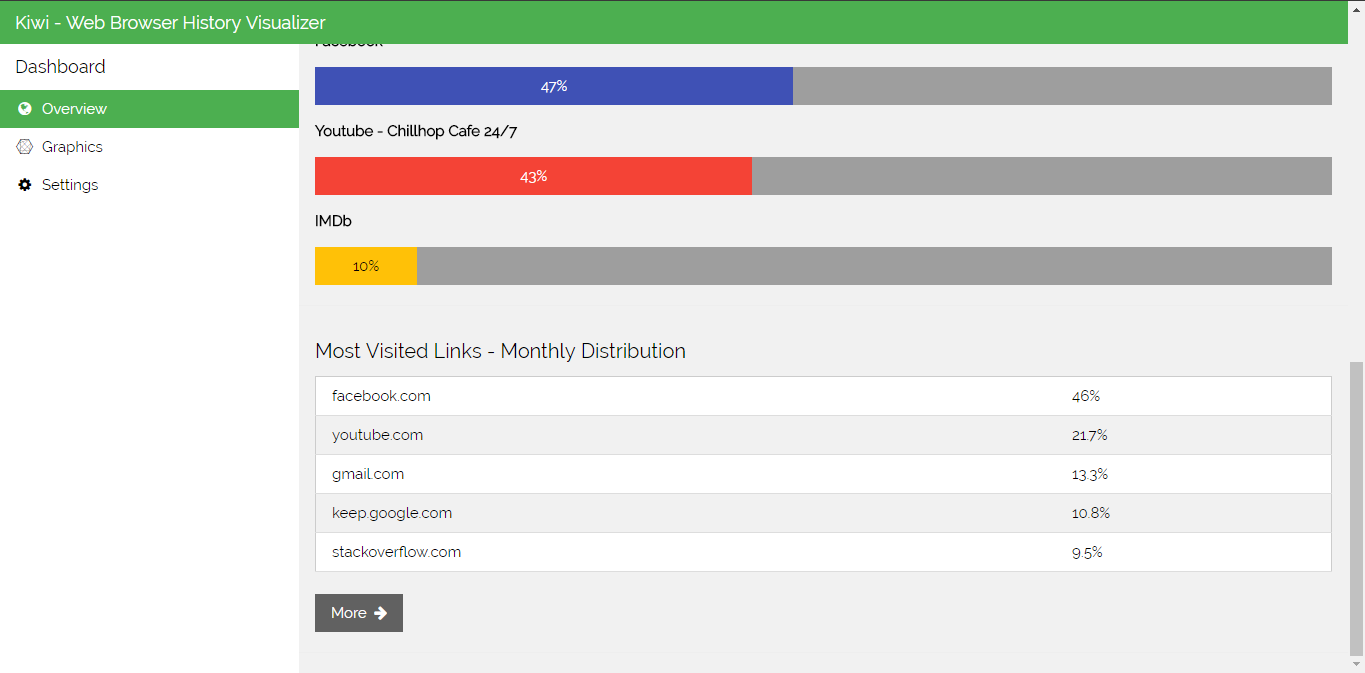 Kiwi - Web Browser History Visualizer
Dashboard
Overview
Graphics
Settings
Facebook
47%
Youtube - Chillhop Cafe 24/7
43%
IMDb
10%
Most Visited Links - Monthly Distribution
facebook.com 46%
youtube.com 21.7%
gmail.com 13.3%
keep.google.com 10.8%
stackoverflow.com 9.5%
More